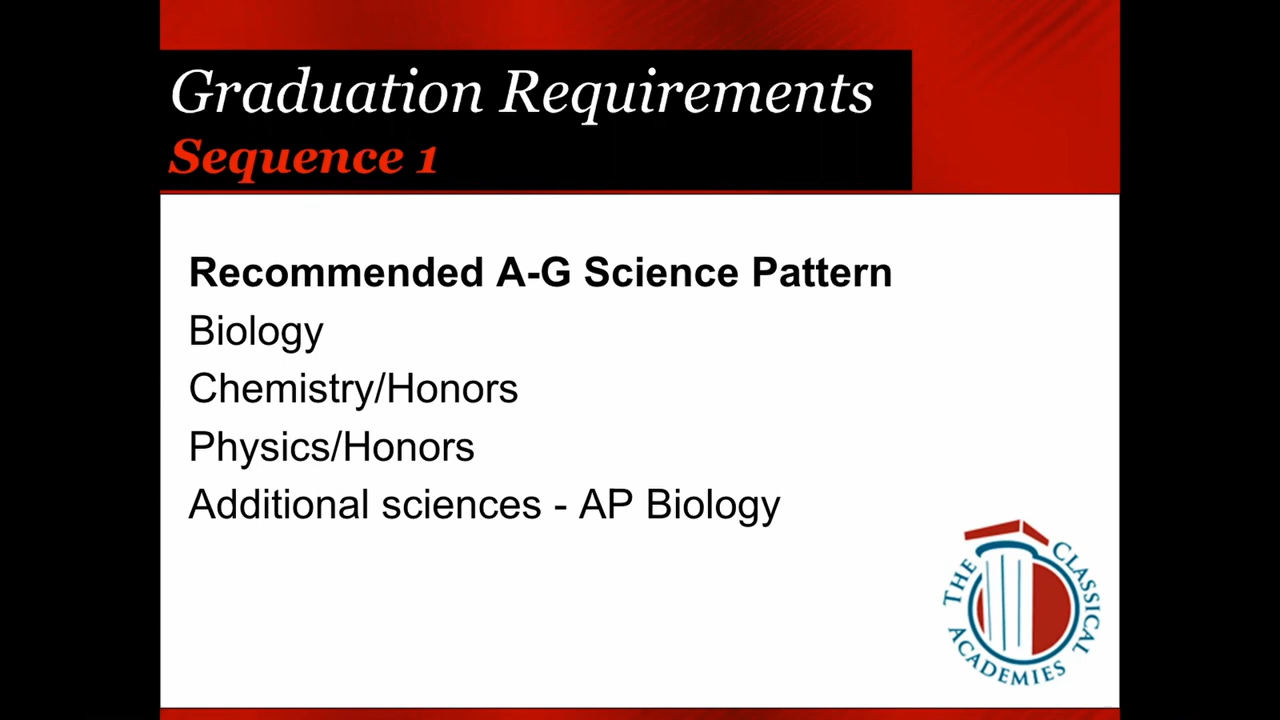 Graduation Requirements
Sequence 1
Recommended A-G Science Pattern
Biology
Chemistry/Honors
Physics/Honors
Additional sciences - AP Biology
THE CLASSICAL ACADEMIES